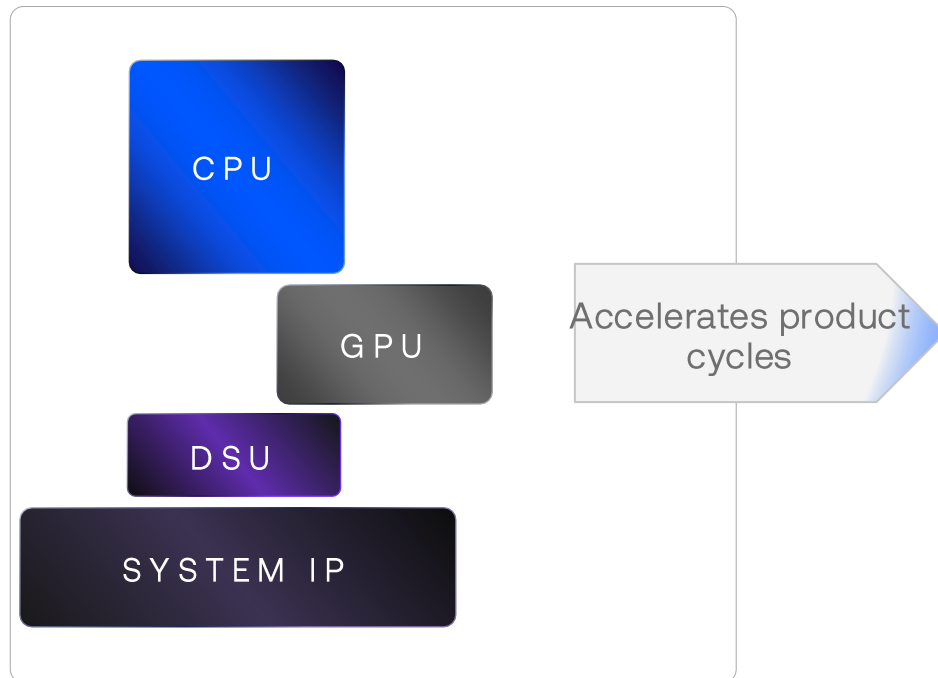 CPU
GPU
Accelerates product
cycles
DSU
SYSTEM IP